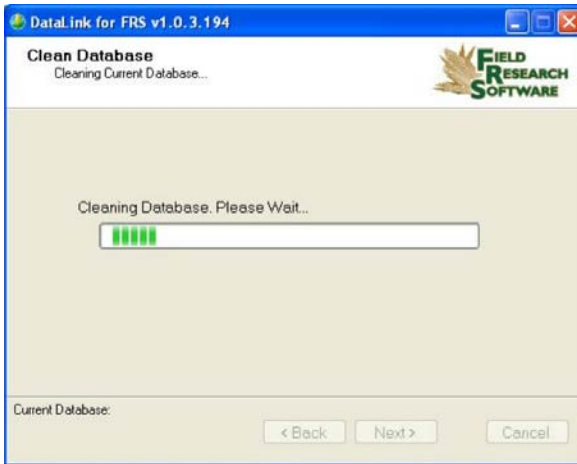 DataLink for FRS v1.0.3.194
Clean Database
Cleaning Current Database...
FIELD
RESEARCH
SOFTWARE
Cleaning Database. Please Wait...
Current Database:
< Back
Next >
Cancel